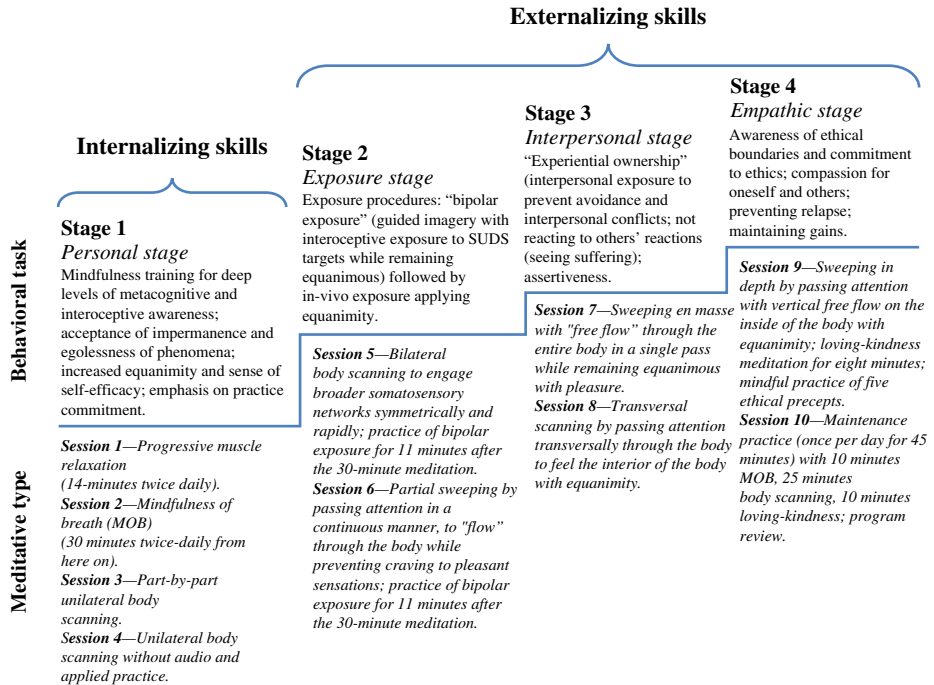 Externalizing skills
Internalizing skills
Behavioral task
Meditative type
Stage 1
Personal stage
Mindfulness training for deep
levels of metacognitive and
interoceptive awareness;
acceptance of impermanence and
egolessness of phenomena;
increased equanimity and sense of
self-efficacy; emphasis on practice
commitment.
Session 1—Progressive muscle
relaxation
(14-minutes twice daily).
Session 2—Mindfulness of
breath (MOB)
(30 minutes twice-daily from
here on).
Session 3—Part-by-part
unilateral body
scanning.
Session 4—Unilateral body
scanning without audio and
applied practice.
Stage 2
Exposure stage
Exposure procedures: “bipolar
exposure” (guided imagery with
interoceptive exposure to SUDS
targets while remaining
equanimous) followed by
in-vivo exposure applying
equanimity.
Session 5—Bilateral
body scanning to engage
broader somatosensory
networks symmetrically and
rapidly; practice of bipolar
exposure for 11 minutes after
the 30-minute meditation.
Session 6—Partial sweeping by
passing attention in a
continuous manner, to "flow”
through the body while
preventing craving to pleasant
sensations; practice of bipolar
exposure for 11 minutes after
the 30-minute meditation.
Stage 3
Interpersonal stage
“Experiential ownership”
(interpersonal exposure to
prevent avoidance and
interpersonal conflicts; not
reacting to others’ reactions
(seeing suffering);
assertiveness.
Session 7—Sweeping en masse
with "free flow” through the
entire body in a single pass
while remaining equanimous
with pleasure.
Session 8—Transversal
scanning by passing attention
transversally through the body
to feel the interior of the body
with equanimity.
Stage 4
Empathic stage
Awareness of ethical
boundaries and commitment
to ethics; compassion for
oneself and others;
preventing relapse;
maintaining gains.
Session 9—Sweeping in
depth by passing attention
with vertical free flow on the
inside of the body with
equanimity; loving-kindness
meditation for eight minutes;
mindful practice of five
ethical precepts.
Session 10—Maintenance
practice (once per day for 45
minutes) with 10 minutes
MOB, 25 minutes
body scanning, 10 minutes
loving-kindness; program
review.